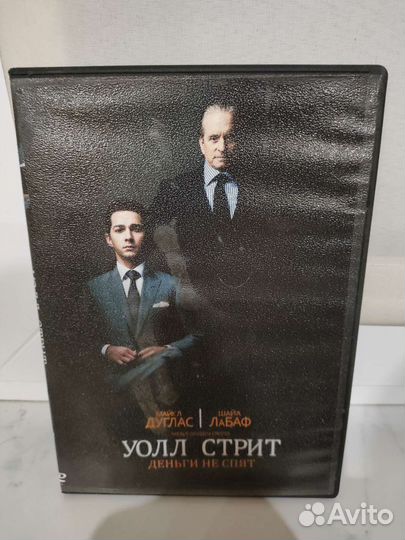 МАЙКЛ ДУГЛАС
ШАЙА ЛАБАФ
УОЛЛ СТРИТ
ДЕНЬГИ НЕ СПЯТ
Avito